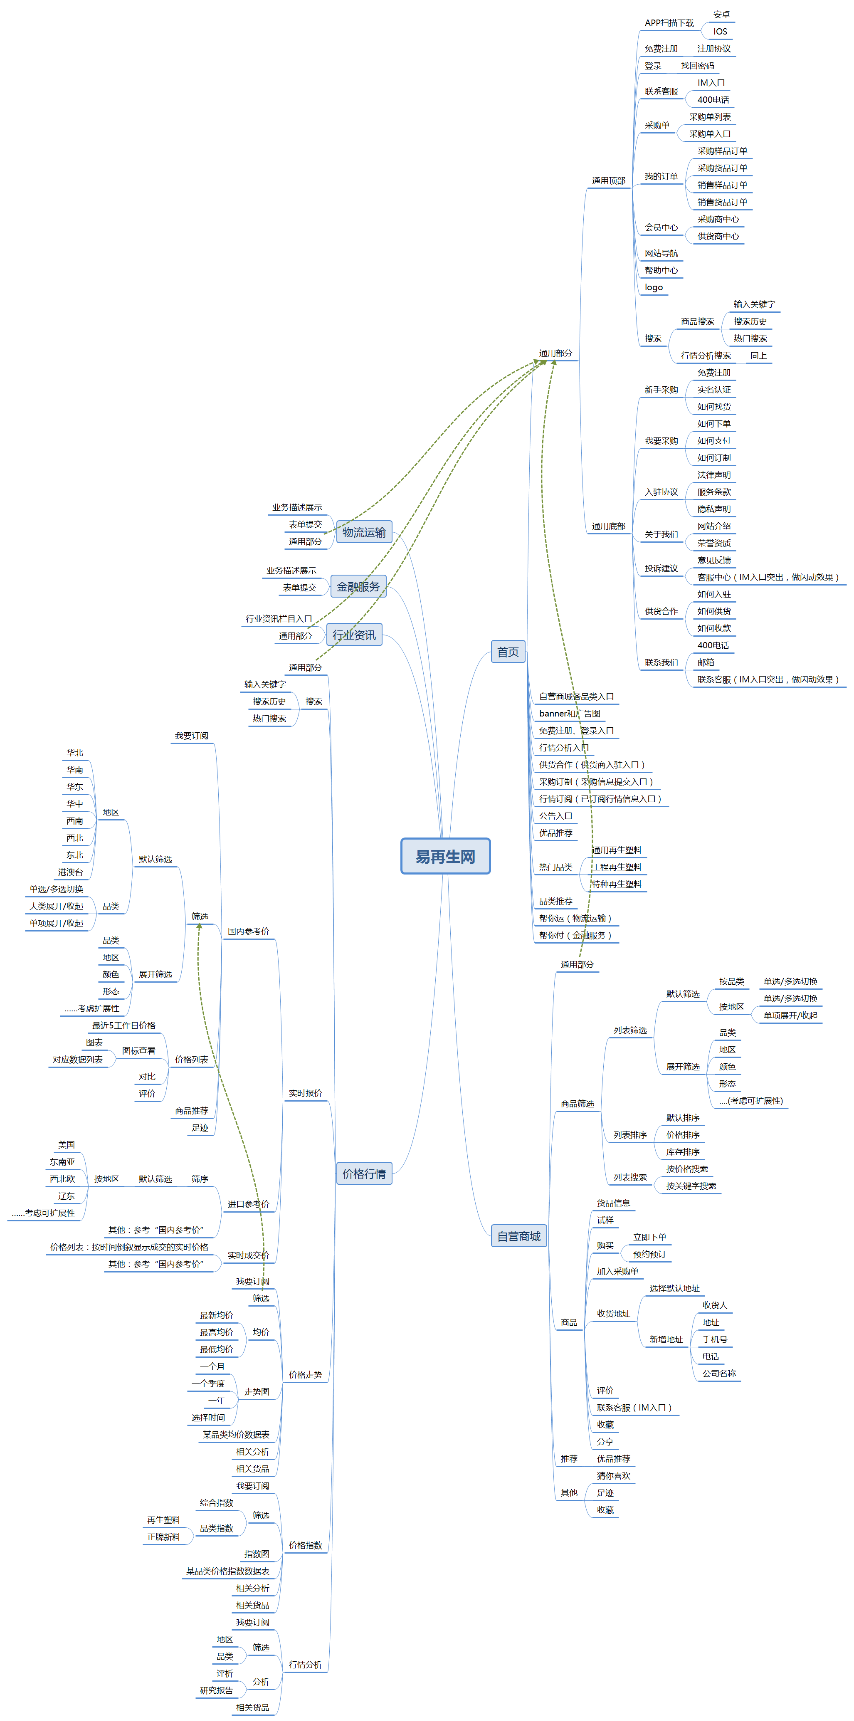 易再生网
首页
通用部分
通用顶部
APP扫描下载
安卓
IOS
免费注册
注册协议
登录
找回密码
联系客服
IM入口
400电话
采购单
采购单列表
采购单入口
我的订单
采购样品订单
采购货品订单
销售样品订单
销售货品订单
会员中心
采购商中心
供货商中心
网站导航
帮助中心
logo
搜索
商品搜索
输入关键字
搜索历史
热门搜索
行情分析搜索
同上
通用底部
新手采购
免费注册
实名认证
如何找货
我要采购
如何下单
如何支付
如何订制
入驻协议
法律声明
服务条款
隐私声明
关于我们
网站介绍
荣誉资质
投诉建议
意见反馈
客服中心（IM入口突出，做闪动效果）
供货合作
如何入驻
如何供货
如何收款
联系我们
400电话
邮箱
联系客服（IM入口突出，做闪动效果）
自营商城各品类入口
banner和广告图
免费注册、登录入口
行情分析入口
供货合作（供货商入驻入口）
采购订制（采购信息提交入口）
行情订阅（已订阅行情信息入口）
公告入口
优品推荐
热门品类
通用再生塑料
工程再生塑料
特种再生塑料
品类推荐
帮你运（物流运输）
帮你付（金融服务）
自营商城
通用部分
商品筛选
列表筛选
默认筛选
按品类
单选/多选切换
按地区
单选/多选切换
单项展开/收起
展开筛选
品类
地区
颜色
形态
....(考虑可扩展性)
列表排序
默认排序
价格排序
库存排序
列表搜索
按价格搜索
按关键字搜索
商品
货品信息
试样
购买
立即下单
预约预订
加入采购单
收货地址
选择默认地址
新增地址
收货人
地址
手机号
电话
公司名称
评价
联系客服（IM入口）
收藏
分享
推荐
优品推荐
其他
猜你喜欢
足迹
收藏
物流运输
业务描述展示
表单提交
通用部分
金融服务
业务描述展示
表单提交
行业资讯
行业资讯栏目入口
通用部分
价格行情
通用部分
搜索
输入关键字
搜索历史
热门搜索
实时报价
国内参考价
我要订阅
筛选
默认筛选
地区
华北
华南
华东
华中
西南
西北
东北
港澳台
品类
单选/多选切换
大类展开/收起
单项展开/收起
展开筛选
品类
地区
颜色
形态
......考虑扩展性
价格列表
最近5工作日价格
图标查看
图表
对应数据列表
对比
评价
商品推荐
足迹
进口参考价
筛序
默认筛选
按地区
美国
东南亚
西北欧
辽东
......考虑可扩展性
其他：参考“国内参考价”
实时成交价
价格列表：按时间倒叙显示成交的实时价格
其他：参考“国内参考价”
价格走势
我要订阅
筛选
均价
最新均价
最高均价
最低均价
走势图
一个月
一个季度
一年
选择时间
某品类均价数据表
相关分析
相关货品
价格指数
我要订阅
筛选
综合指数
品类指数
再生塑料
正牌新料
指数图
某品类价格指数数据表
相关分析
相关货品
行情分析
我要订阅
筛选
地区
品类
分析
评析
研究报告
相关货品